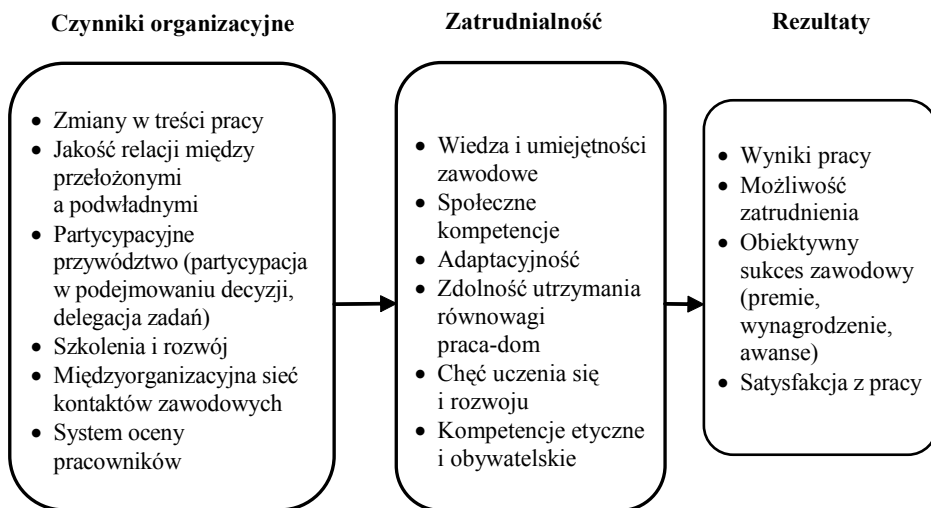 Czynniki organizacyjne
Zmiany w treści pracy
Jakość relacji między
przełożonymi
a podwładnymi
Partycypacyjne
przywództwo (partycypacja
w podejmowaniu decyzji,
delegacja zadań)
Szkolenia i rozwój
Międzyorganizacyjna sieć
kontaktów zawodowych
System oceny
pracowników
Zatrudnialność
Wiedza i umiejętności
zawodowe
Społeczne
kompetencje
Adaptacyjność
Zdolność utrzymania
równowagi
praca-dom
Chęć uczenia się
i rozwoju
Kompetencje etyczne
i obywatelskie
Rezultaty
Wyniki pracy
Możliwość
zatrudnienia
Obiektywny
sukces zawodowy
(premie,
wynagrodzenie,
awanse)
Satysfakcja z pracy